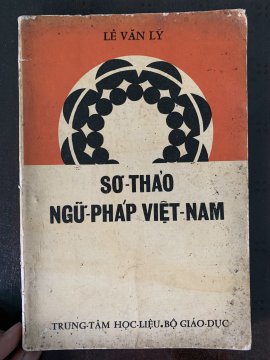 LÊ VĂN LÝ
SƠ-THẢO
NGỮ-PHÁP VIỆT-NAM
TRUNG-TÂM HỌC-LIỆU.BỘ GIÁO-DỤC